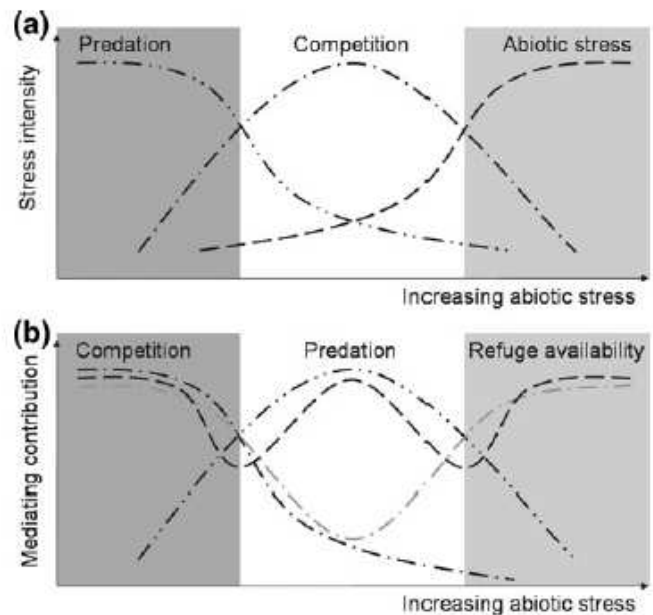 (a)
Predation Competition Abiotic stress
Stress intensity
Increasing abiotic stress
(b)
Competition Predation Refuge availability
Mediating contribution
Increasing abiotic stress